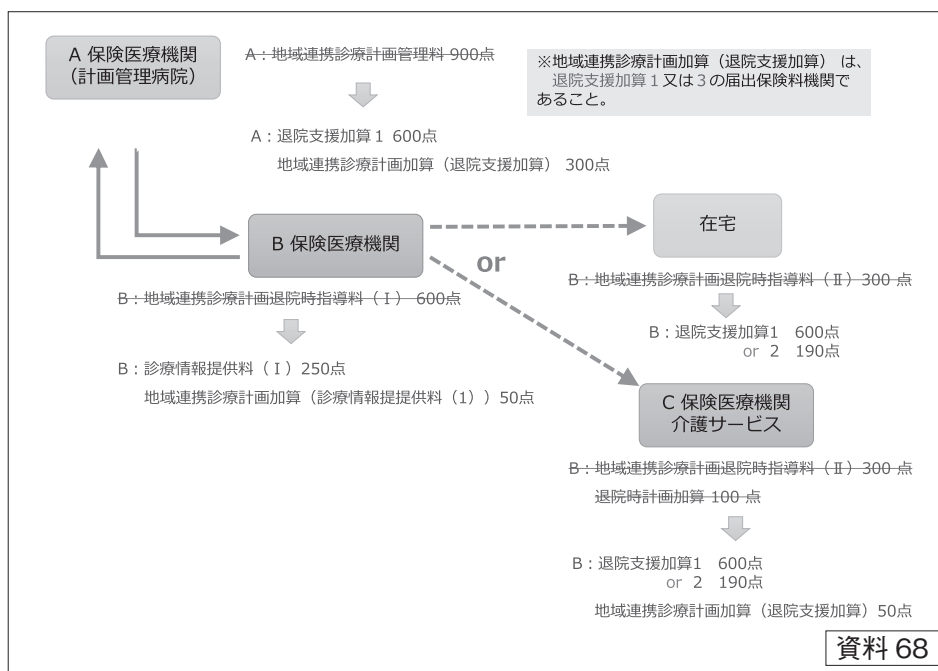 A 保険医療機関
（計画管理病院）
A：地域連携診療計画管理料 900点
※地域連携診療計画加算（退院支援加算） は、
退院支援加算１又は３の届出保険料機関で
あること。
A：退院支援加算１ 600点
地域連携診療計画加算（退院支援加算） 300点
B 保険医療機関
or
在宅
B：地域連携診療計画退院時指導料（Ⅰ）600点
B：地域連携診療計画退院時指導料（Ⅱ）300 点
B：退院支援加算1　600点
or 2　190点
B：診療情報提供料（Ⅰ）250点
地域連携診療計画加算（診療情報提提供料（1））50点
C 保険医療機関
介護サービス
B：地域連携診療計画退院時指導料（Ⅱ）300 点
退院時計画加算 100 点
B：退院支援加算1　600点
or 2　190点
地域連携診療計画加算（退院支援加算）50点
資料 68